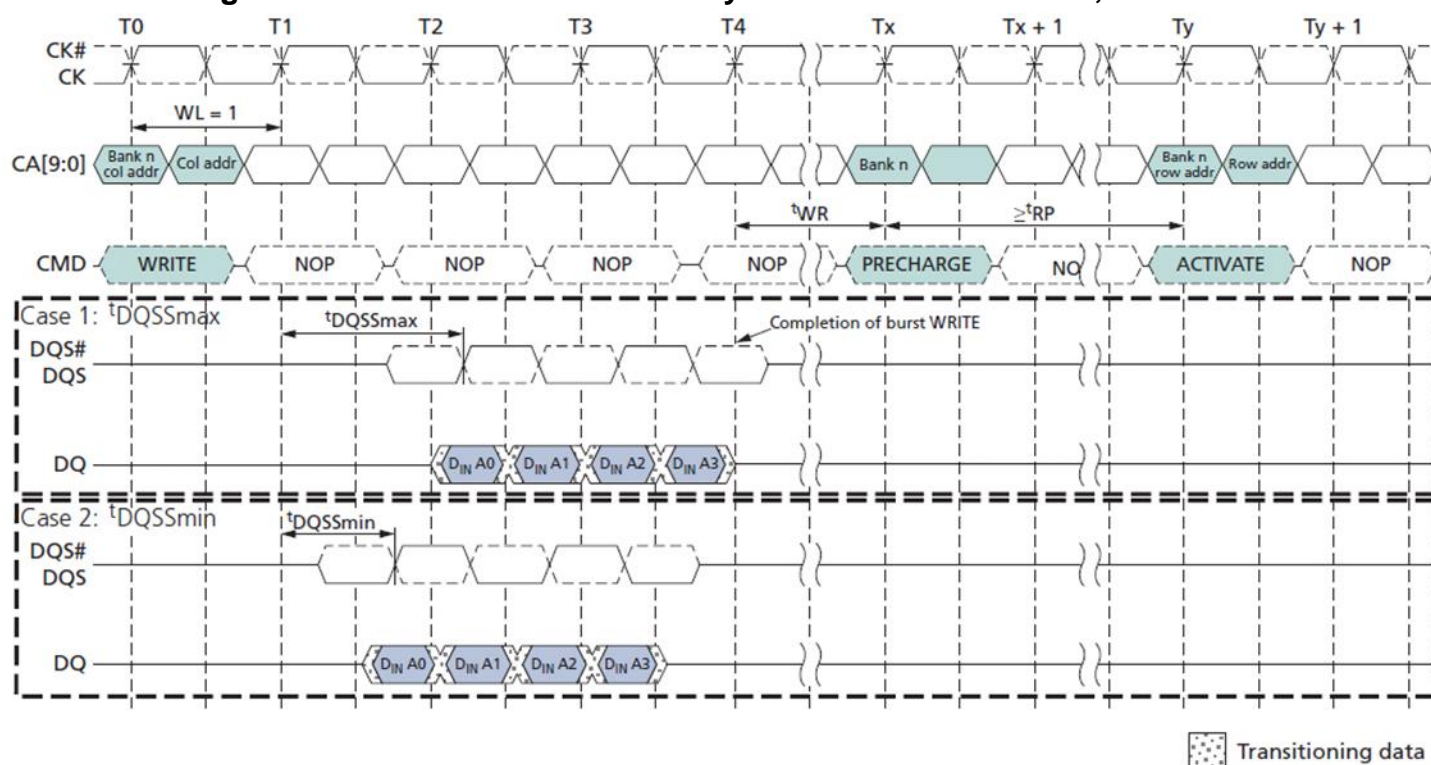 T0 T1 T2 T3 T4 Tx Tx + 1 Ty Ty + 1
CK#
CK
WL = 1
CA[9:0] Bank n col addr Col addr Bank n Bank n row addr Row addr
tWR ≥tRP
CMD WRITE NOP NOP NOP NOP PRECHARGE NO ACTIVATE NOP
Case 1: tDQSSmax
tDQSSmax
Completion of burst WRITE
DQS#
DQS
DQ DIN A0 DIN A1 DIN A2 DIN A3
Case 2: tDQSSmin
tDQSSmin
DQS#
DQS
DQ DIN A0 DIN A1 DIN A2 DIN A3
Transitioning data